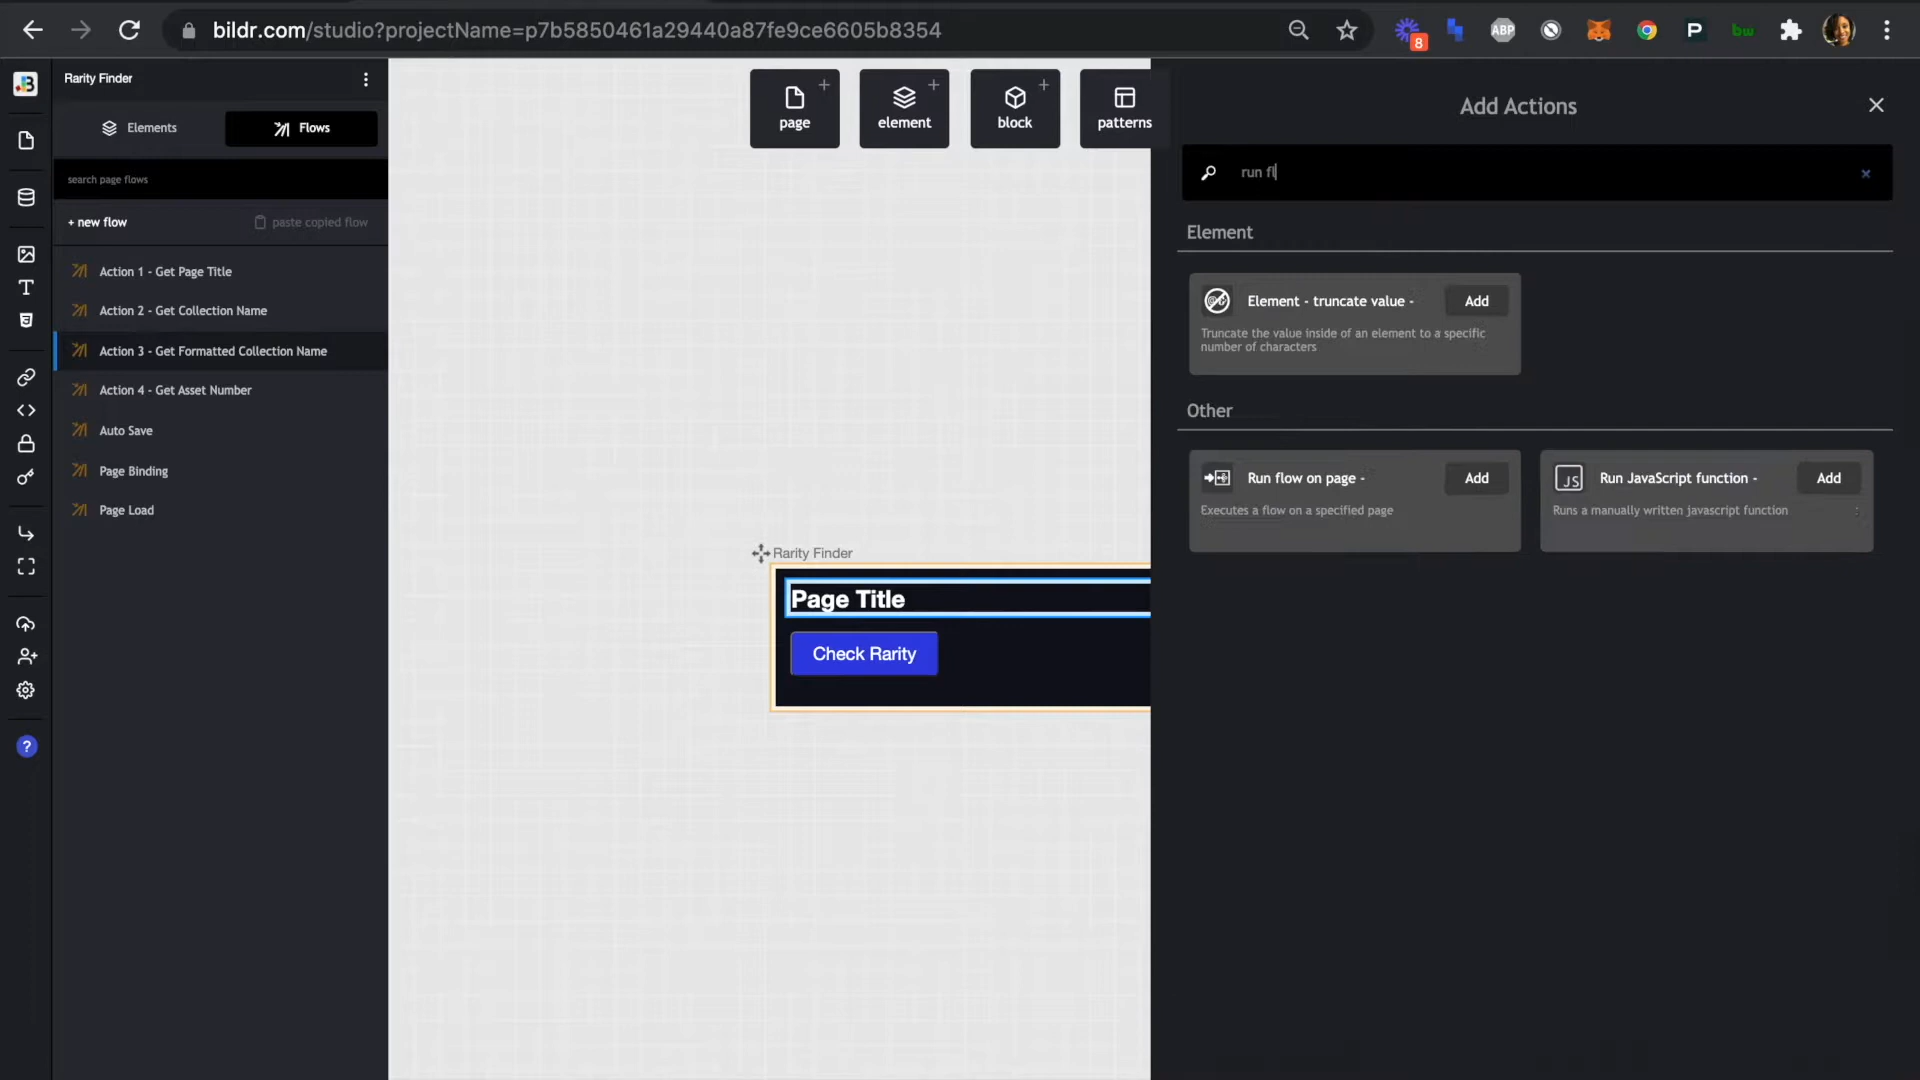 bildr.com/studio?projectName=p7b5850461a29440a87fe9ce6605b8354
8
ABP
P
bw
Rarity Finder
Elements
Flows
search page flows
+ new flow
paste copied flow
Action 1 - Get Page Title
Action 2 - Get Collection Name
Action 3 - Get Formatted Collection Name
Action 4 - Get Asset Number
Auto Save
Page Binding
Page Load
?
page
element
block
patterns
Rarity Finder
Page Title
Check Rarity
Add Actions
run fl
Element
Element - truncate value -
Add
Truncate the value inside of an element to a specific
number of characters
Other
Run flow on page -
Add
Executes a flow on a specified page
JS
Run JavaScript function -
Add
Runs a manually written javascript function